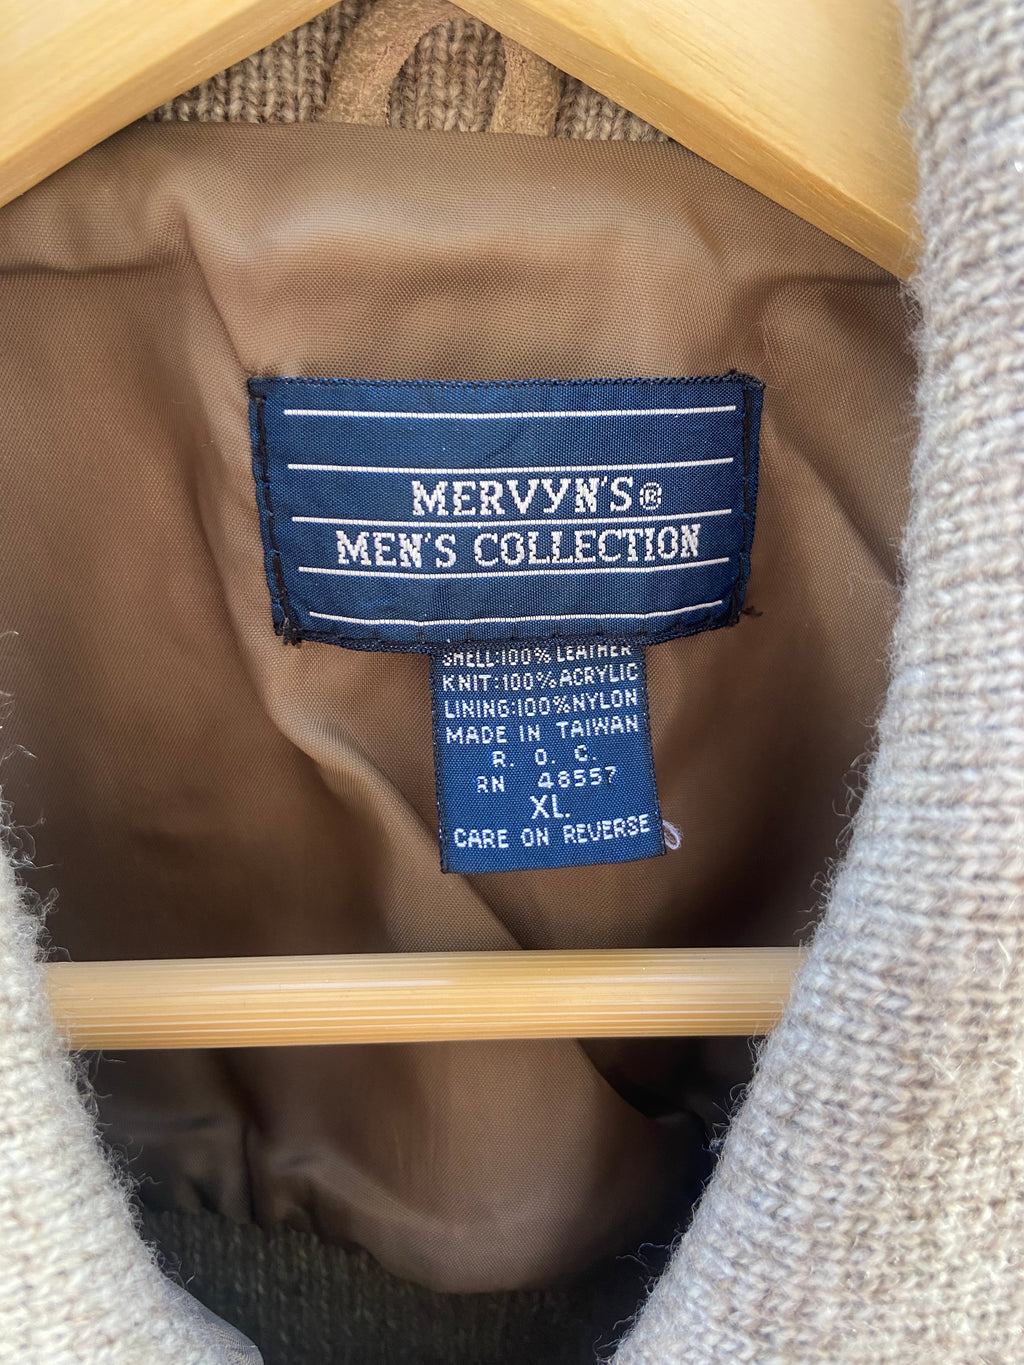 MERVYN'S®
MEN'S COLLECTION
SHELL:100% LEATHER
KNIT:100% ACRYLIC
LINING:100% NYLON
MADE IN TAIWAN
R. O. C.
RN 48557
XL.
CARE ON REVERSE